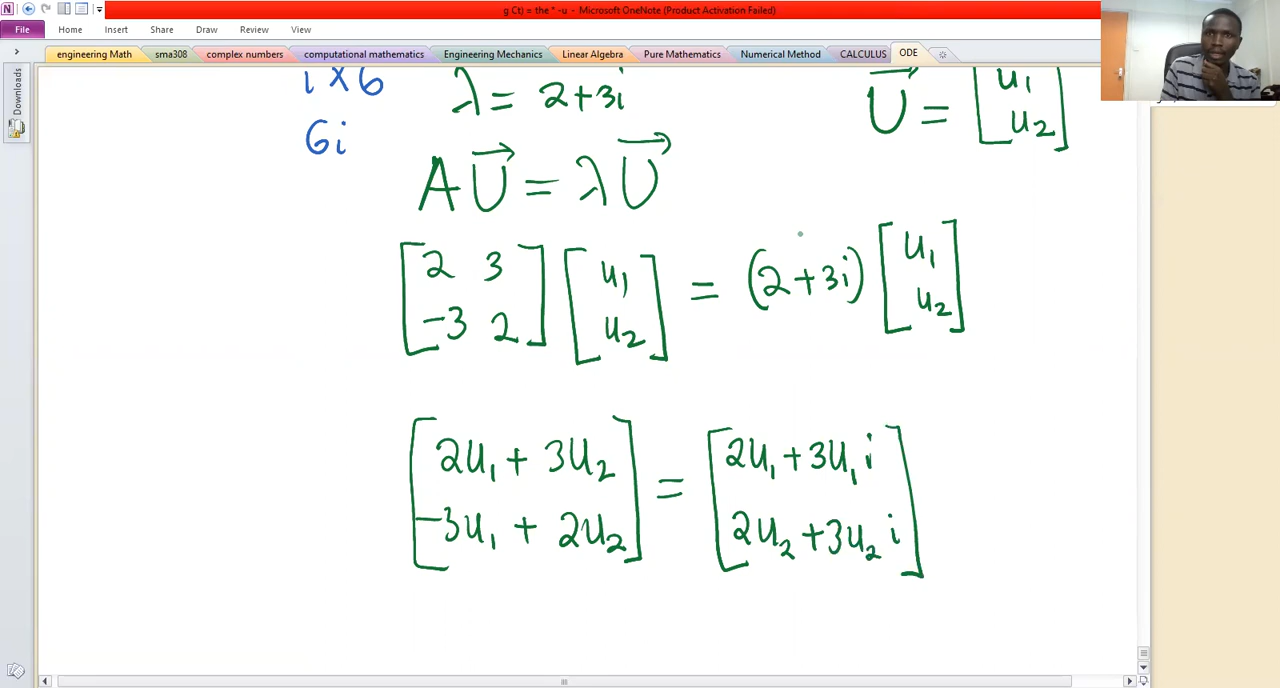 g Ct) = the * -u - Microsoft OneNote (Product Activation Failed)
File Home Insert Share Draw Review View
engineering Math sma308 complex numbers computational mathematics Engineering Mechanics Linear Algebra Pure Mathematics Numerical Method CALCULUS ODE
Downloads
i × 6
6i
λ = 2+3i
U = [u1
u2]
A U = λ U
[2 3 [u1 = (2+3i) [u1
-3 2] u2] u2]
[2u1 + 3u2 = [2u1 + 3u1 i
-3u1 + 2u2] 2u2 + 3u2 i]